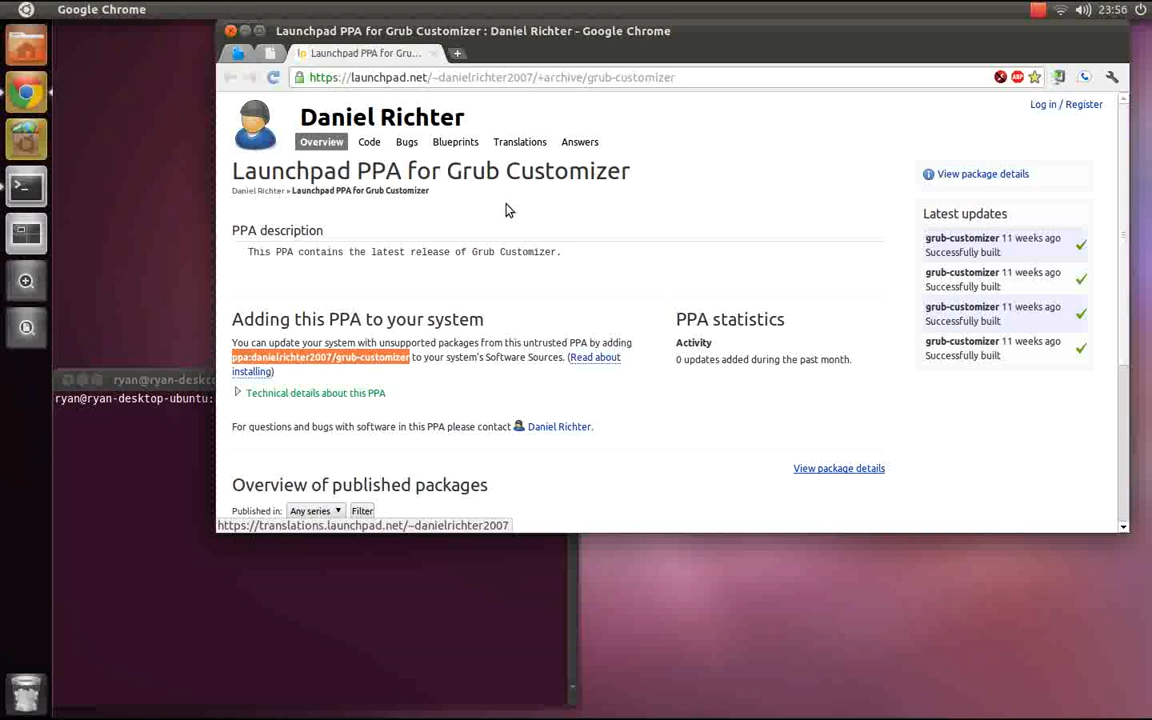 Google Chrome
23:56
Launchpad PPA for Grub Customizer : Daniel Richter - Google Chrome
Launchpad PPA for Gru...
https://launchpad.net/~danielrichter2007/+archive/grub-customizer
ABP
Log in / Register
Daniel Richter
Overview Code Bugs Blueprints Translations Answers
Launchpad PPA for Grub Customizer
Daniel Richter » Launchpad PPA for Grub Customizer
View package details
PPA description
This PPA contains the latest release of Grub Customizer.
Latest updates
grub-customizer 11 weeks ago
Successfully built
grub-customizer 11 weeks ago
Successfully built
grub-customizer 11 weeks ago
Successfully built
grub-customizer 11 weeks ago
Successfully built
Adding this PPA to your system
You can update your system with unsupported packages from this untrusted PPA by adding
ppa:danielrichter2007/grub-customizer to your system's Software Sources. (Read about
installing)
Technical details about this PPA
PPA statistics
Activity
0 updates added during the past month.
For questions and bugs with software in this PPA please contact Daniel Richter.
View package details
Overview of published packages
Published in: Any series Filter
https://translations.launchpad.net/~danielrichter2007
ryan@ryan-deskto
ryan@ryan-desktop-ubuntu: